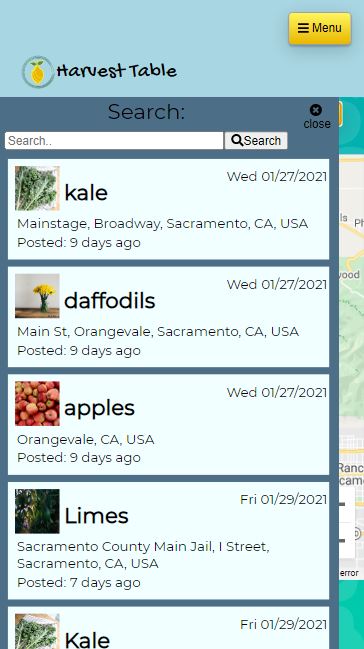 Menu
Harvest Table
Search:
close
Search..
Search
Wed 01/27/2021
kale
Mainstage, Broadway, Sacramento, CA, USA
Posted: 9 days ago
Wed 01/27/2021
daffodils
Main St, Orangevale, Sacramento, CA, USA
Posted: 9 days ago
Wed 01/27/2021
apples
Orangevale, CA, USA
Posted: 9 days ago
Fri 01/29/2021
Limes
Sacramento County Main Jail, I Street,
Sacramento, CA, USA
Posted: 7 days ago
Fri 01/29/2021
Kale
error